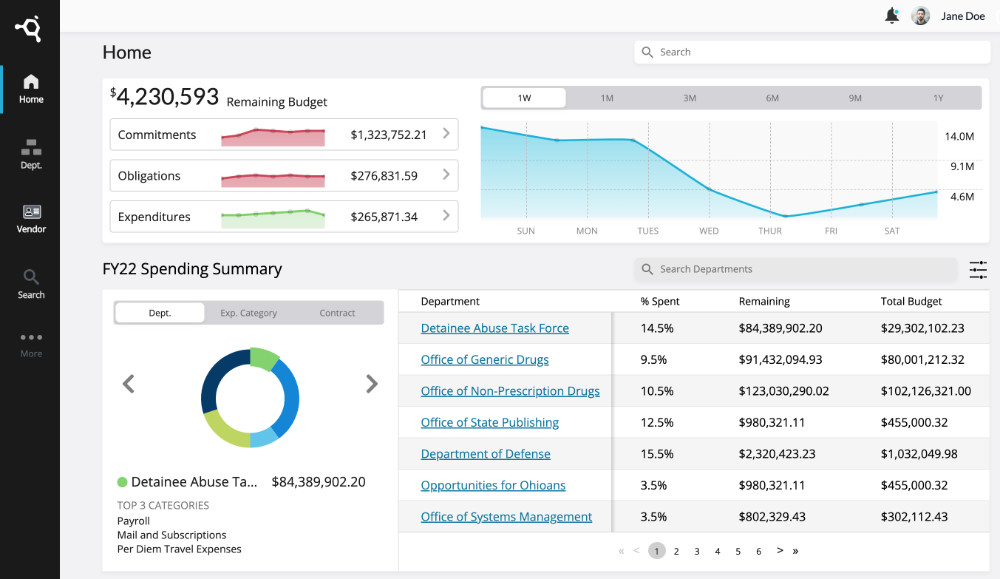 Jane Doe
Home
Dept.
Vendor
Search
More
Home
Search
$4,230,593 Remaining Budget
Commitments $1,323,752.21
Obligations $276,831.59
Expenditures $265,871.34
1W 1M 3M 6M 9M 1Y
14.0M
9.1M
4.6M
SUN MON TUES WED THUR FRI SAT
FY22 Spending Summary
Search Departments
Dept. Exp. Category Contract
Detainee Abuse Ta... $84,389,902.20
TOP 3 CATEGORIES
Payroll
Mail and Subscriptions
Per Diem Travel Expenses
Department % Spent Remaining Total Budget
Detainee Abuse Task Force 14.5% $84,389,902.20 $29,302,102.23
Office of Generic Drugs 9.5% $91,432,094.93 $80,001,212.32
Office of Non-Prescription Drugs 10.5% $123,030,290.02 $102,126,321.00
Office of State Publishing 12.5% $980,321.11 $455,000.32
Department of Defense 15.5% $2,320,423.23 $1,032,049.98
Opportunities for Ohioans 3.5% $980,321.11 $455,000.32
Office of Systems Management 3.5% $802,329.43 $302,112.43
« < 1 2 3 4 5 6 > »